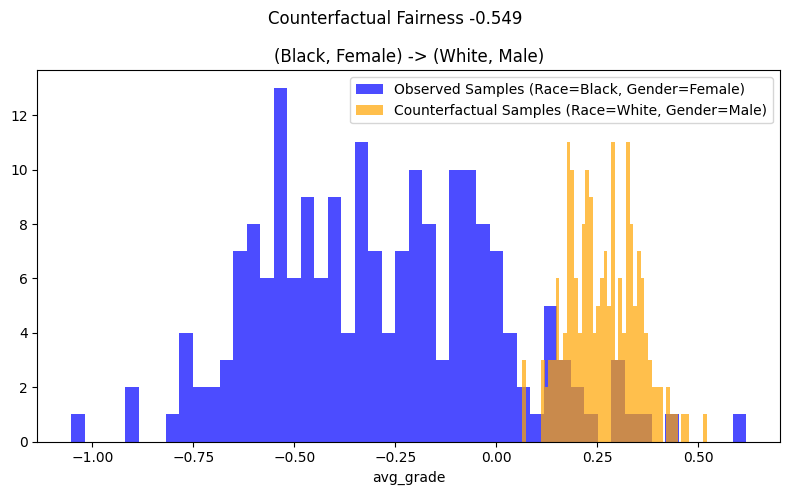 Counterfactual Fairness -0.549
(Black, Female) -> (White, Male)
Observed Samples (Race=Black, Gender=Female)
Counterfactual Samples (Race=White, Gender=Male)
12
10
8
6
4
2
0
−1.00 −0.75 −0.50 −0.25 0.00 0.25 0.50
avg_grade